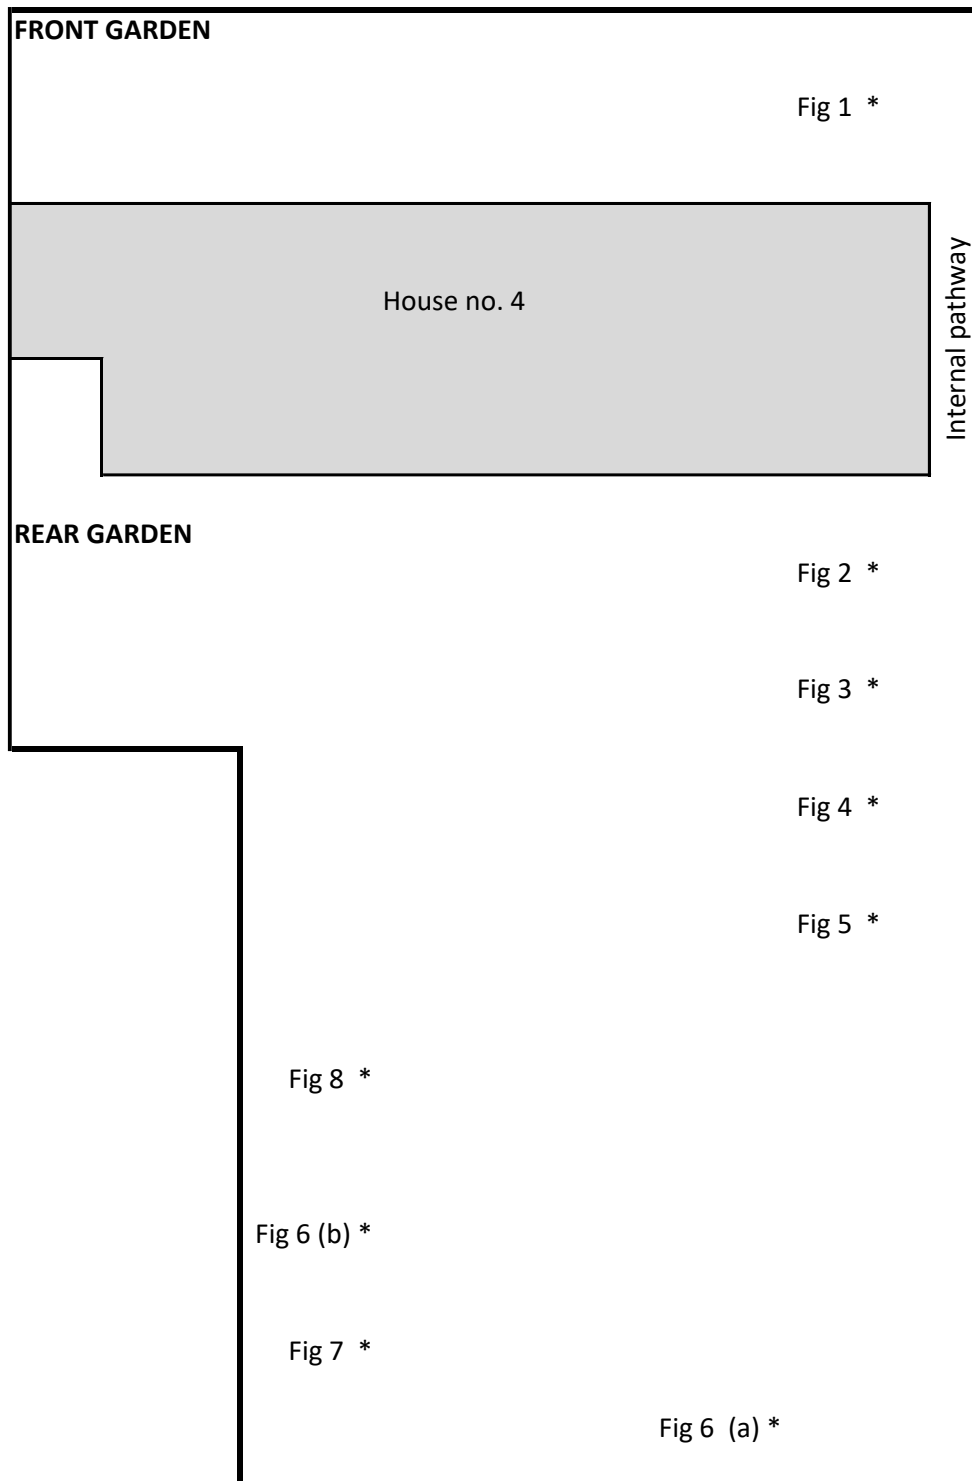 FRONT GARDEN
Fig 1 *
House no. 4
Internal pathway
REAR GARDEN
Fig 2 *
Fig 3 *
Fig 4 *
Fig 5 *
Fig 8 *
Fig 6 (b) *
Fig 7 *
Fig 6 (a) *